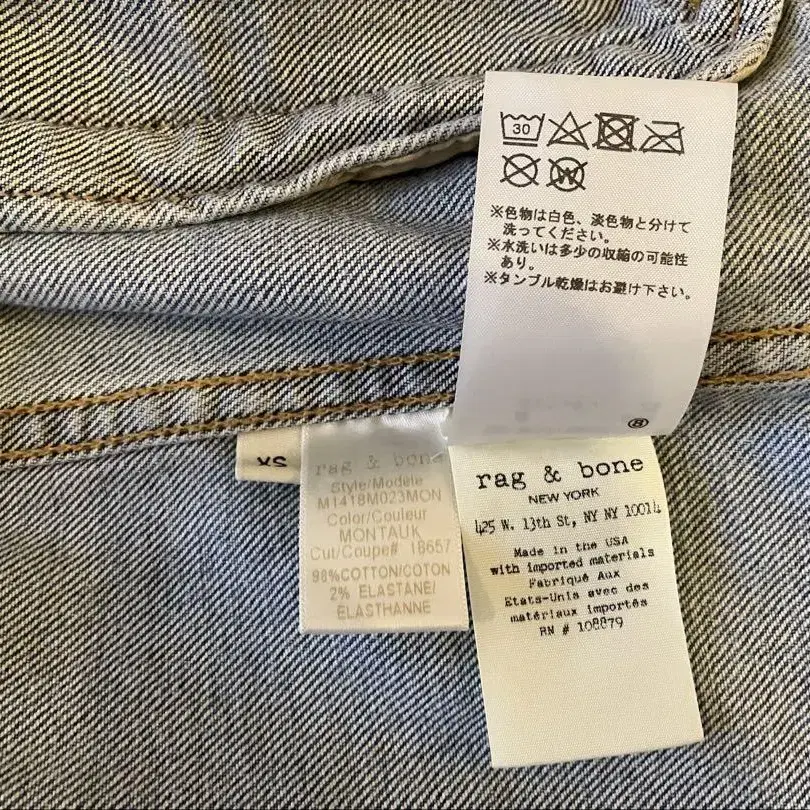 30
W
※色物は白色、淡色物と分けて
洗ってください。
※水洗いは多少の収縮の可能性
あり。
※タンブル乾燥はお避け下さい。
®
XS
rag & bone
Style/Modèle
M1418M023MON
Color/Couleur
MONTAUK
Cut/Coupe# 18657
98%COTTON/COTON
2% ELASTANE/
ELASTHANNE
rag & bone
NEW YORK
425 W. 13th St, NY NY 10014
Made in the USA
with imported materials
Fabriqué Aux
Etats-Unis avec des
matériaux importés
RN # 108879